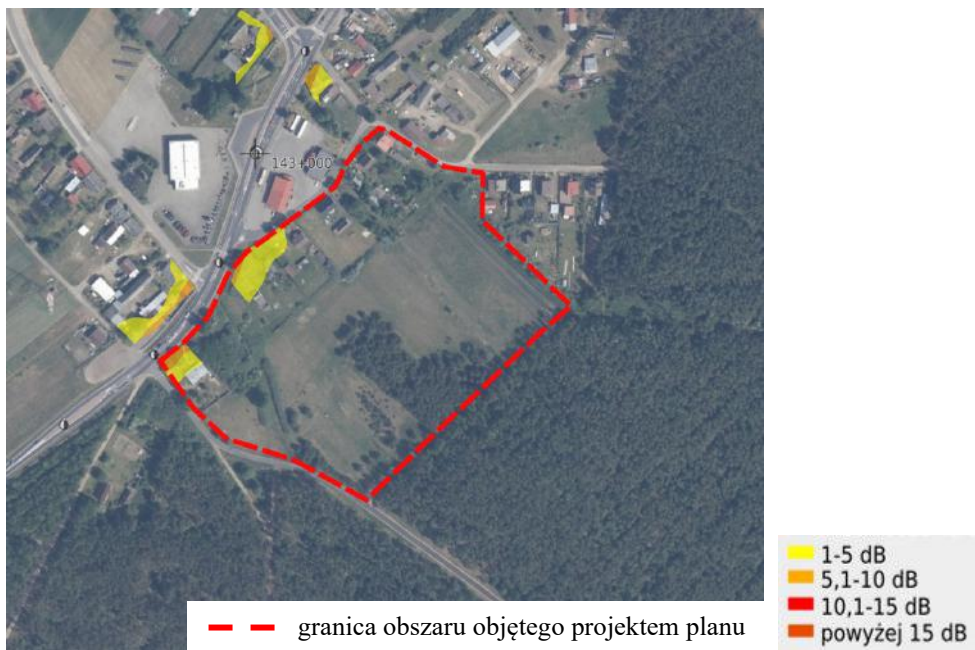 143+000
granica obszaru objętego projektem planu
1-5 dB
5,1-10 dB
10,1-15 dB
powyżej 15 dB